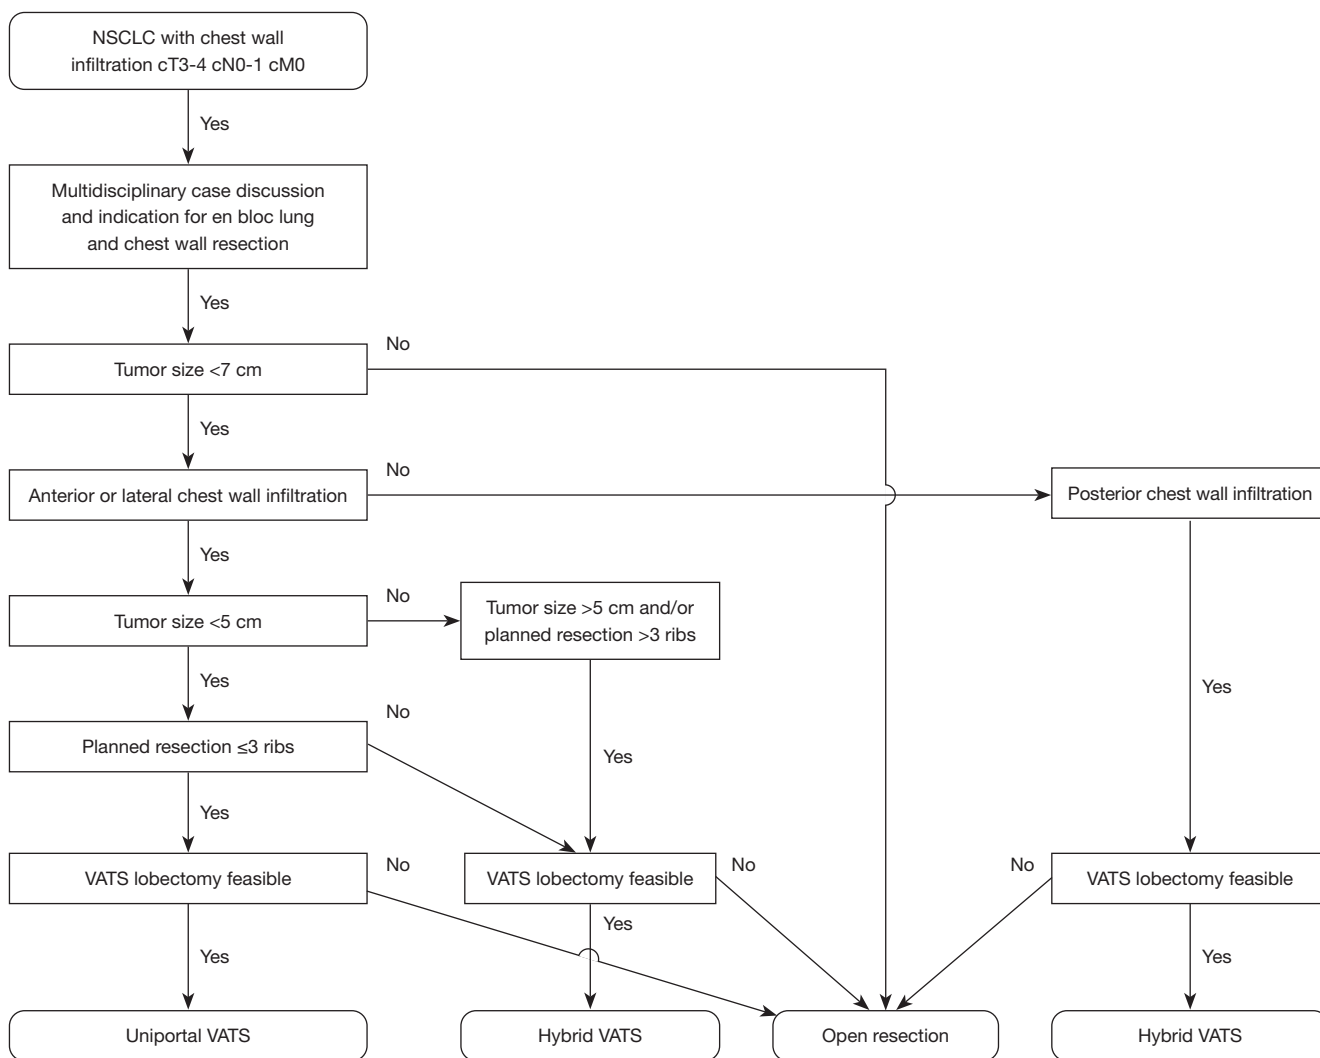 NSCLC with chest wall
infiltration cT3-4 cN0-1 cM0
Yes
Multidisciplinary case discussion
and indication for en bloc lung
and chest wall resection
Yes
Tumor size <7 cm
No
Yes
Anterior or lateral chest wall infiltration
No
Posterior chest wall infiltration
Yes
Tumor size <5 cm
No
Tumor size >5 cm and/or
planned resection >3 ribs
Yes
Yes
Planned resection ≤3 ribs
No
Yes
Yes
VATS lobectomy feasible
No
VATS lobectomy feasible
No
No
VATS lobectomy feasible
Yes
Yes
Yes
Uniportal VATS
Hybrid VATS
Open resection
Hybrid VATS